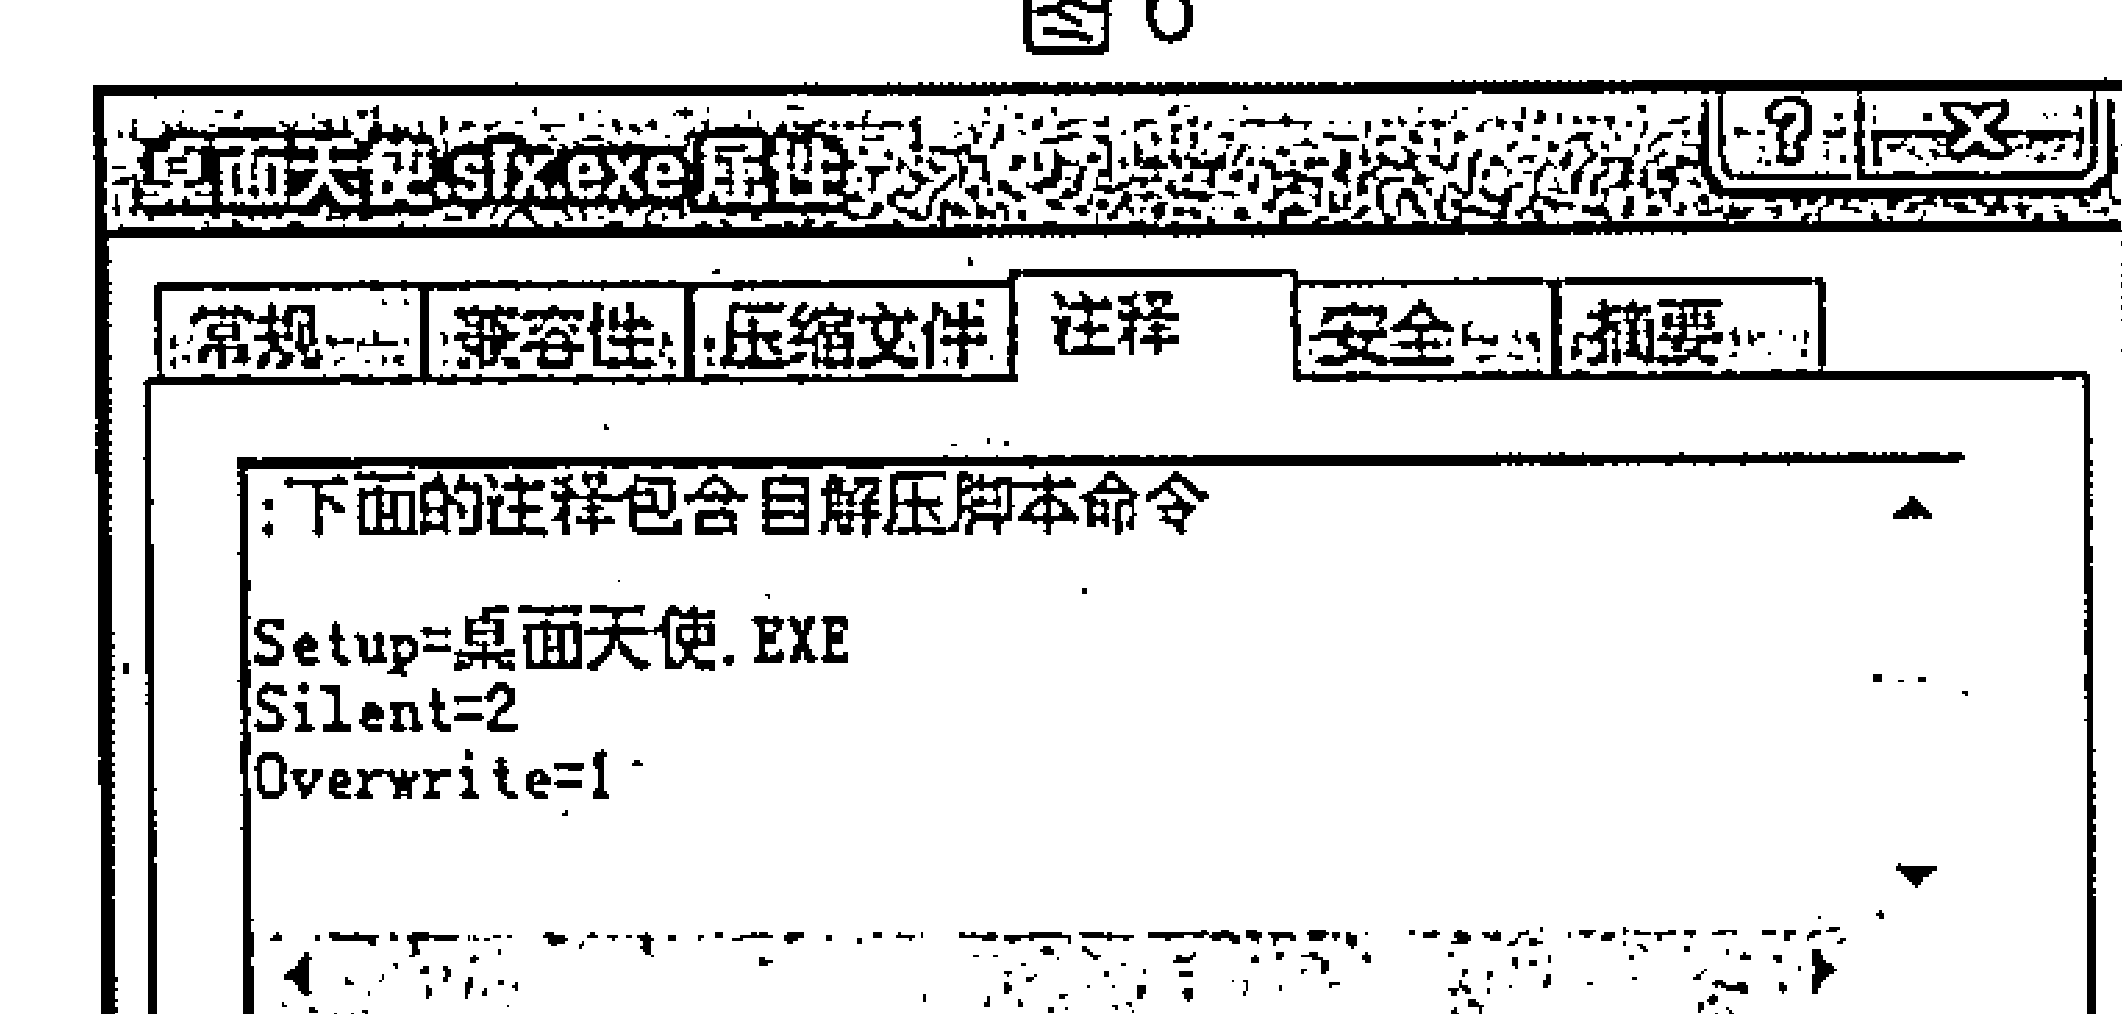 图 6
桌面天使.sfx.exe 属性
常规 兼容性 压缩文件 注释 安全 摘要
;下面的注释包含自解压脚本命令
Setup=桌面天使.EXE
Silent=2
Overwrite=1